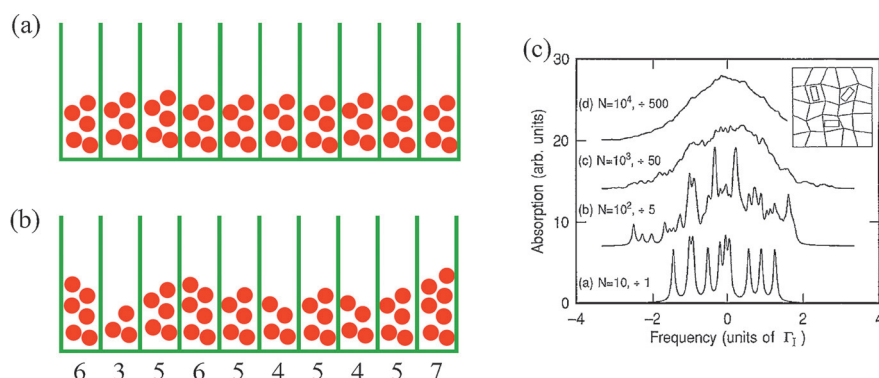 (a)
(b)
6 3 5 6 5 4 5 4 5 7
(c)
Absorption (arb. units)
30
20
10
0
(d) N=10⁴, ÷ 500
(c) N=10³, ÷ 50
(b) N=10², ÷ 5
(a) N=10, ÷ 1
−4 −2 0 2 4
Frequency (units of Γ_I)